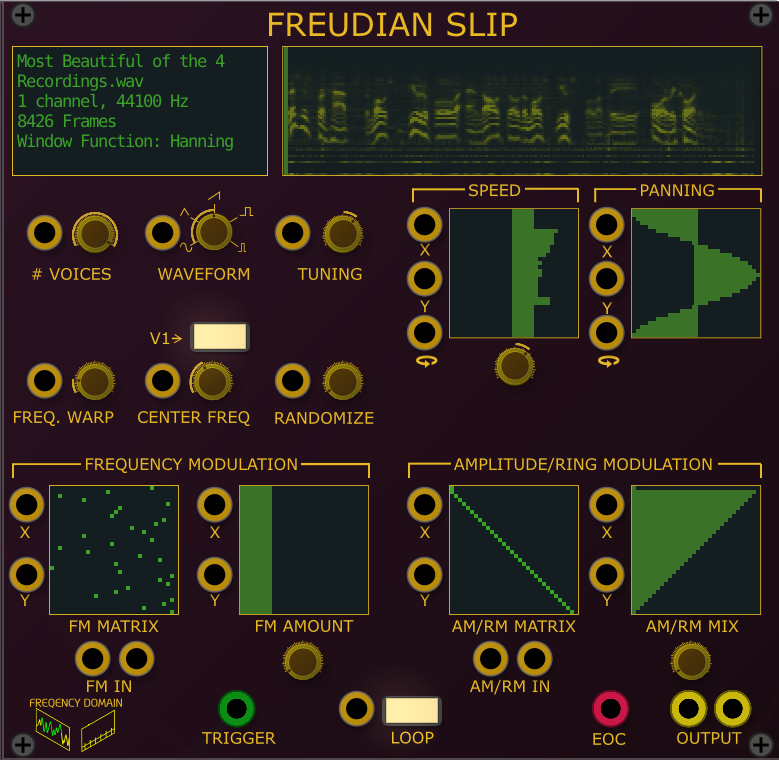 FREUDIAN SLIP
Most Beautiful of the 4
Recordings.wav
1 channel, 44100 Hz
8426 Frames
Window Function: Hanning
SPEED
PANNING
X
X
# VOICES
WAVEFORM
TUNING
Y
Y
V1
FREQ. WARP
CENTER FREQ
RANDOMIZE
FREQUENCY MODULATION
AMPLITUDE/RING MODULATION
X
X
X
X
Y
Y
Y
Y
FM MATRIX
FM AMOUNT
AM/RM MATRIX
AM/RM MIX
FM IN
AM/RM IN
FREQENCY DOMAIN
TRIGGER
LOOP
EOC
OUTPUT